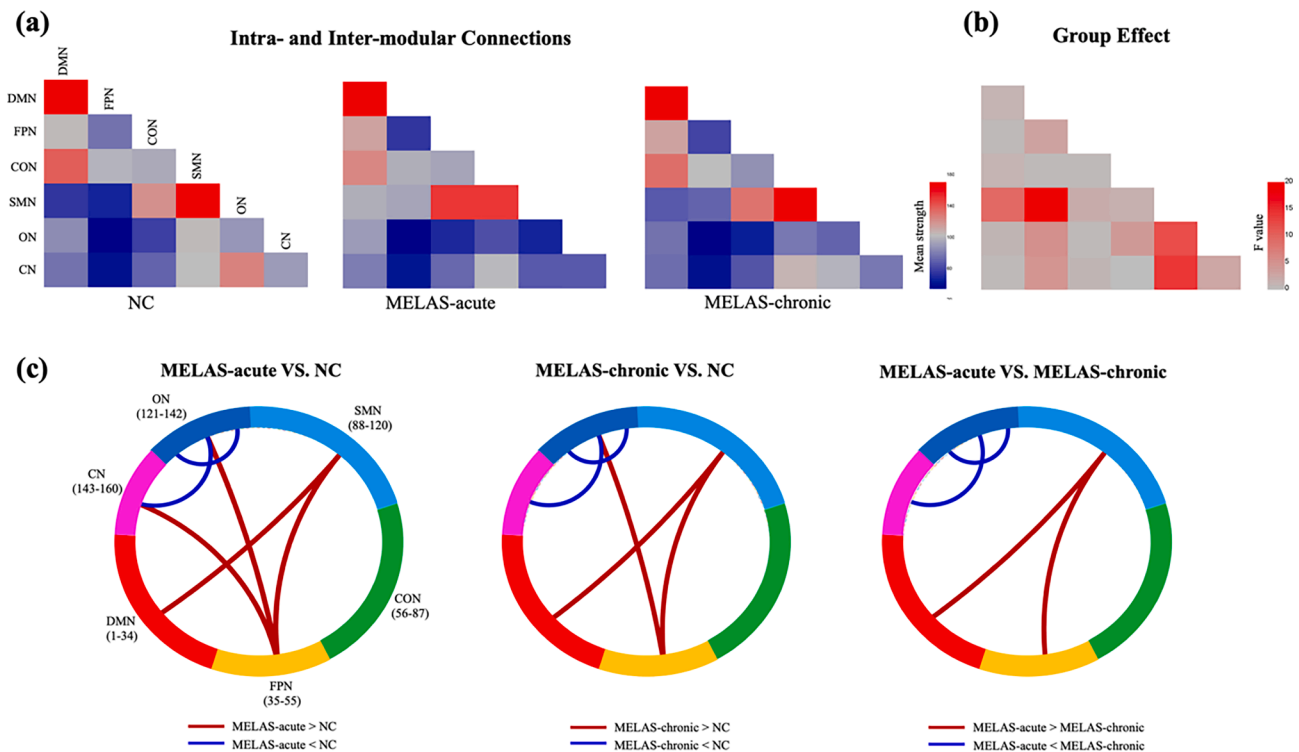 (a)
Intra- and Inter-modular Connections
(b)
Group Effect
DMN
FPN
CON
SMN
ON
CN
DMN
FPN
CON
SMN
ON
CN
NC
MELAS-acute
MELAS-chronic
Mean strength
180
140
100
60
F value
20
15
10
5
0
(c)
MELAS-acute VS. NC
MELAS-chronic VS. NC
MELAS-acute VS. MELAS-chronic
ON
(121-142)
SMN
(88-120)
CN
(143-160)
CON
(56-87)
DMN
(1-34)
FPN
(35-55)
MELAS-acute > NC
MELAS-acute < NC
MELAS-chronic > NC
MELAS-chronic < NC
MELAS-acute > MELAS-chronic
MELAS-acute < MELAS-chronic